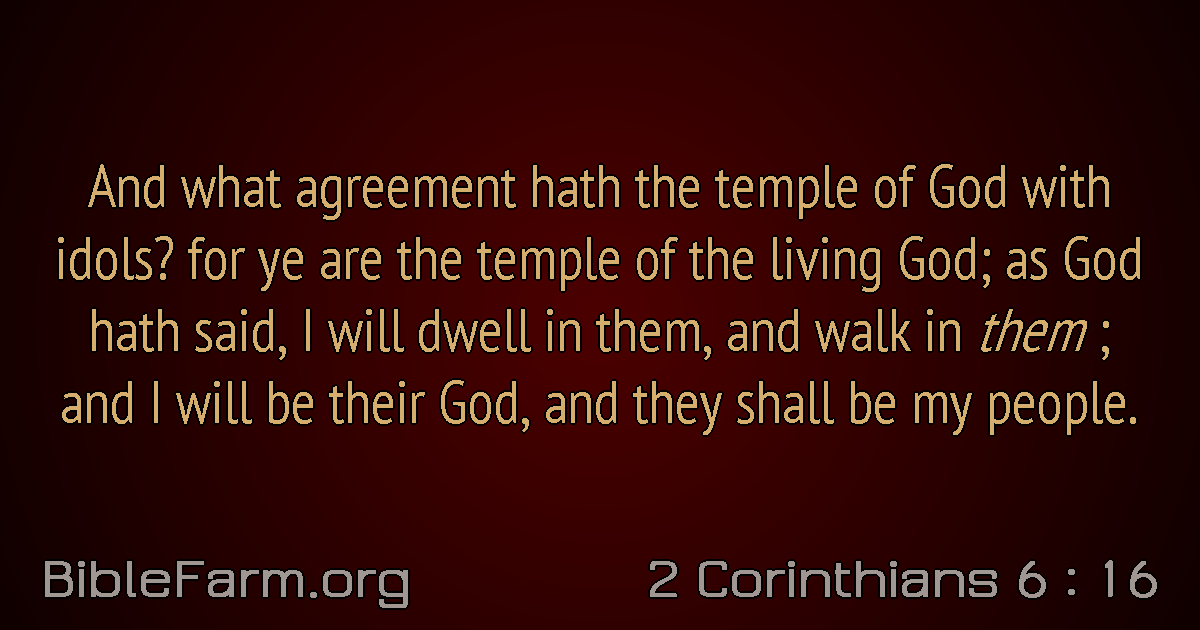 And what agreement hath the temple of God with
idols? for ye are the temple of the living God; as God
hath said, I will dwell in them, and walk in them ;
and I will be their God, and they shall be my people.
BibleFarm.org
2 Corinthians 6 : 16